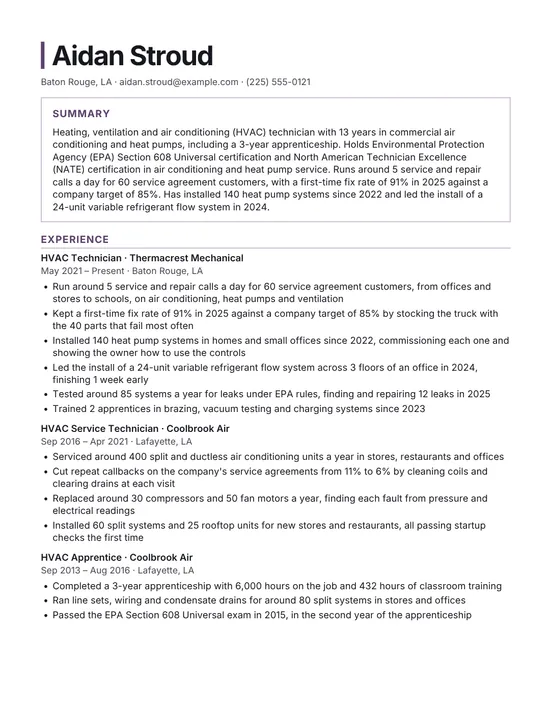 Aidan Stroud
Baton Rouge, LA · aidan.stroud@example.com · (225) 555-0121
SUMMARY
Heating, ventilation and air conditioning (HVAC) technician with 13 years in commercial air
conditioning and heat pumps, including a 3-year apprenticeship. Holds Environmental Protection
Agency (EPA) Section 608 Universal certification and North American Technician Excellence
(NATE) certification in air conditioning and heat pump service. Runs around 5 service and repair
calls a day for 60 service agreement customers, with a first-time fix rate of 91% in 2025 against a
company target of 85%. Has installed 140 heat pump systems since 2022 and led the install of a
24-unit variable refrigerant flow system in 2024.
EXPERIENCE
HVAC Technician · Thermacrest Mechanical
May 2021 – Present · Baton Rouge, LA
• Run around 5 service and repair calls a day for 60 service agreement customers, from offices and
stores to schools, on air conditioning, heat pumps and ventilation
• Kept a first-time fix rate of 91% in 2025 against a company target of 85% by stocking the truck with
the 40 parts that fail most often
• Installed 140 heat pump systems in homes and small offices since 2022, commissioning each one and
showing the owner how to use the controls
• Led the install of a 24-unit variable refrigerant flow system across 3 floors of an office in 2024,
finishing 1 week early
• Tested around 85 systems a year for leaks under EPA rules, finding and repairing 12 leaks in 2025
• Trained 2 apprentices in brazing, vacuum testing and charging systems since 2023
HVAC Service Technician · Coolbrook Air
Sep 2016 – Apr 2021 · Lafayette, LA
• Serviced around 400 split and ductless air conditioning units a year in stores, restaurants and offices
• Cut repeat callbacks on the company's service agreements from 11% to 6% by cleaning coils and
clearing drains at each visit
• Replaced around 30 compressors and 50 fan motors a year, finding each fault from pressure and
electrical readings
• Installed 60 split systems and 25 rooftop units for new stores and restaurants, all passing startup
checks the first time
HVAC Apprentice · Coolbrook Air
Sep 2013 – Aug 2016 · Lafayette, LA
• Completed a 3-year apprenticeship with 6,000 hours on the job and 432 hours of classroom training
• Ran line sets, wiring and condensate drains for around 80 split systems in stores and offices
• Passed the EPA Section 608 Universal exam in 2015, in the second year of the apprenticeship